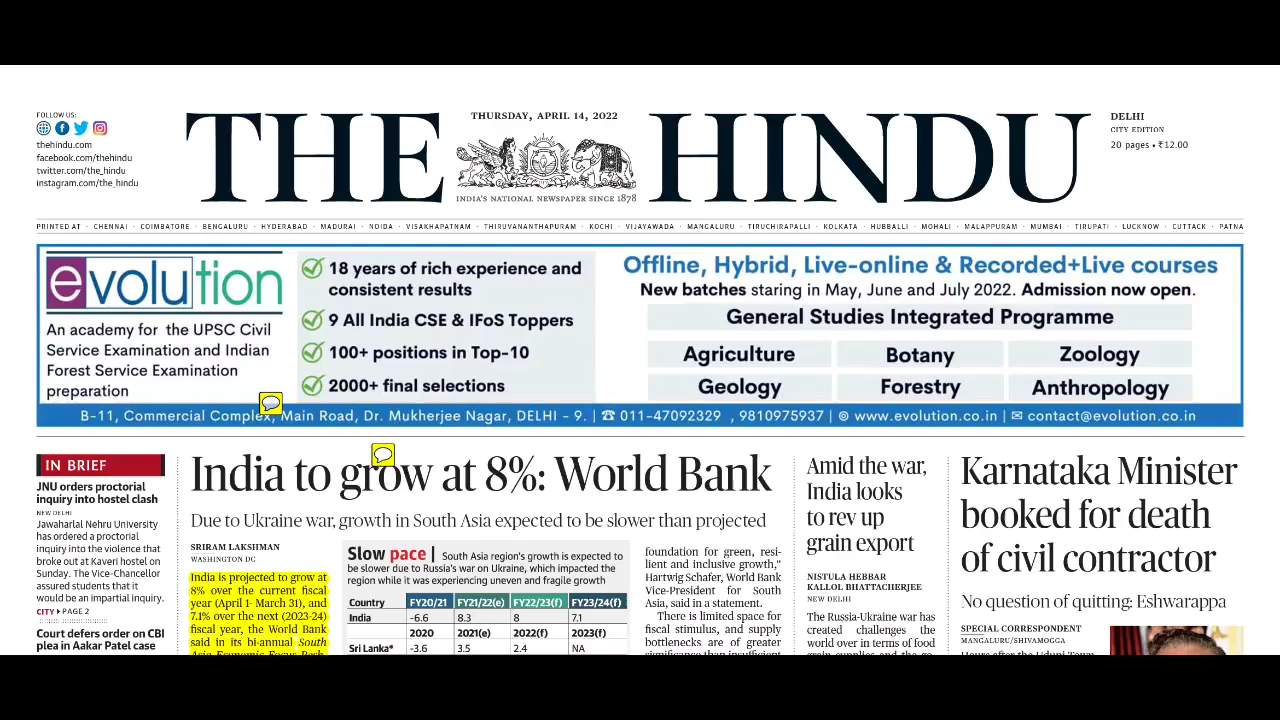 FOLLOW US:
thehindu.com
facebook.com/thehindu
twitter.com/the_hindu
instagram.com/the_hindu
THE HINDU
THURSDAY, APRIL 14, 2022
INDIA'S NATIONAL NEWSPAPER SINCE 1878
DELHI
CITY EDITION
20 pages • ₹12.00
PRINTED AT · CHENNAI · COIMBATORE · BENGALURU · HYDERABAD · MADURAI · NOIDA · VISAKHAPATNAM · THIRUVANANTHAPURAM · KOCHI · VIJAYAWADA · MANGALURU · TIRUCHIRAPALLI · KOLKATA · HUBBALLI · MOHALI · MALAPPURAM · MUMBAI · TIRUPATI · LUCKNOW · CUTTACK · PATNA
evolution
An academy for the UPSC Civil
Service Examination and Indian
Forest Service Examination
preparation
18 years of rich experience and
consistent results
9 All India CSE & IFoS Toppers
100+ positions in Top-10
2000+ final selections
Offline, Hybrid, Live-online & Recorded+Live courses
New batches staring in May, June and July 2022. Admission now open.
General Studies Integrated Programme
Agriculture Botany Zoology
Geology Forestry Anthropology
B-11, Commercial Complex, Main Road, Dr. Mukherjee Nagar, DELHI - 9. | ☎ 011-47092329 , 9810975937 | www.evolution.co.in | ✉ contact@evolution.co.in
IN BRIEF
JNU orders proctorial
inquiry into hostel clash
NEW DELHI
Jawaharlal Nehru University
has ordered a proctorial
inquiry into the violence that
broke out at Kaveri hostel on
Sunday. The Vice-Chancellor
assured students that it
would be an impartial inquiry.
CITY ▸ PAGE 2
Court defers order on CBI
plea in Aakar Patel case
India to grow at 8%: World Bank
Due to Ukraine war, growth in South Asia expected to be slower than projected
SRIRAM LAKSHMAN
WASHINGTON DC
India is projected to grow at
8% over the current fiscal
year (April 1- March 31), and
7.1% over the next (2023-24)
fiscal year, the World Bank
said in its bi-annual South
Slow pace | South Asia region's growth is expected to
be slower due to Russia's war on Ukraine, which impacted the
region while it was experiencing uneven and fragile growth
Country FY20/21 FY21/22(e) FY22/23(f) FY23/24(f)
India -6.6 8.3 8 7.1
2020 2021(e) 2022(f) 2023(f)
Sri Lanka* -3.6 3.5 2.4 NA
foundation for green, resi-
lient and inclusive growth,"
Hartwig Schafer, World Bank
Vice-President for South
Asia, said in a statement.
There is limited space for
fiscal stimulus, and supply
bottlenecks are of greater
Amid the war,
India looks
to rev up
grain export
NISTULA HEBBAR
KALLOL BHATTACHERJEE
NEW DELHI
The Russia-Ukraine war has
created challenges the
world over in terms of food
Karnataka Minister
booked for death
of civil contractor
No question of quitting: Eshwarappa
SPECIAL CORRESPONDENT
MANGALURU/SHIVAMOGGA